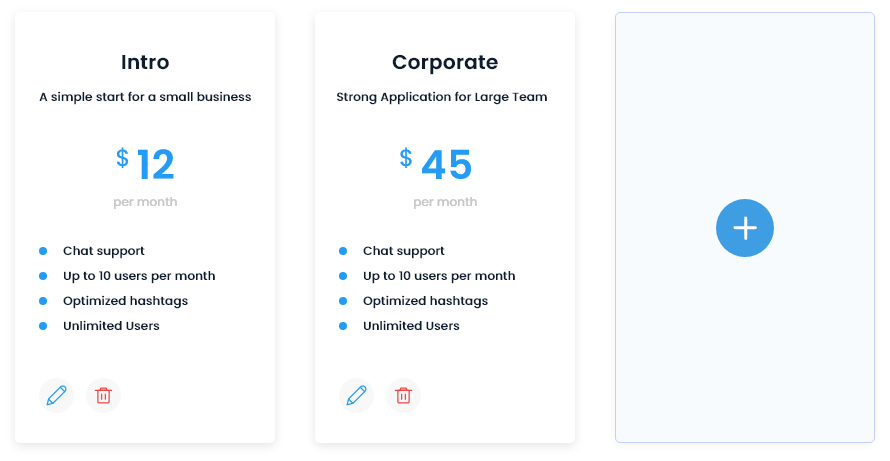 Intro
A simple start for a small business
$ 12
per month
Chat support
Up to 10 users per month
Optimized hashtags
Unlimited Users
Corporate
Strong Application for Large Team
$ 45
per month
Chat support
Up to 10 users per month
Optimized hashtags
Unlimited Users